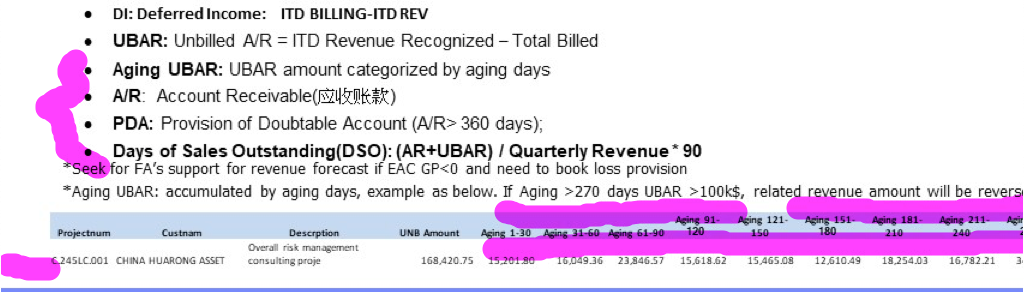 • DI: Deferred Income: ITD BILLING-ITD REV
• UBAR: Unbilled A/R = ITD Revenue Recognized – Total Billed
• Aging UBAR: UBAR amount categorized by aging days
• A/R: Account Receivable(应收账款)
• PDA: Provision of Doubtable Account (A/R> 360 days);
• Days of Sales Outstanding(DSO): (AR+UBAR) / Quarterly Revenue* 90
*Seek for FA's support for revenue forecast if EAC GP<0 and need to book loss provision
*Aging UBAR: accumulated by aging days, example as below. If Aging >270 days UBAR >100k$, related revenue amount will be reverse
Projectnum Custnam Descrption UNB Amount Aging 1-30 Aging 31-60 Aging 61-90 Aging 91-120 Aging 121-150 Aging 151-180 Aging 181-210 Aging 211-240
Overall risk management
245LC.001 CHINA HUARONG ASSET consulting proje 168,420.75 15,201.80 16,049.36 23,846.57 15,618.62 15,465.08 12,610.49 18,254.03 16,782.21